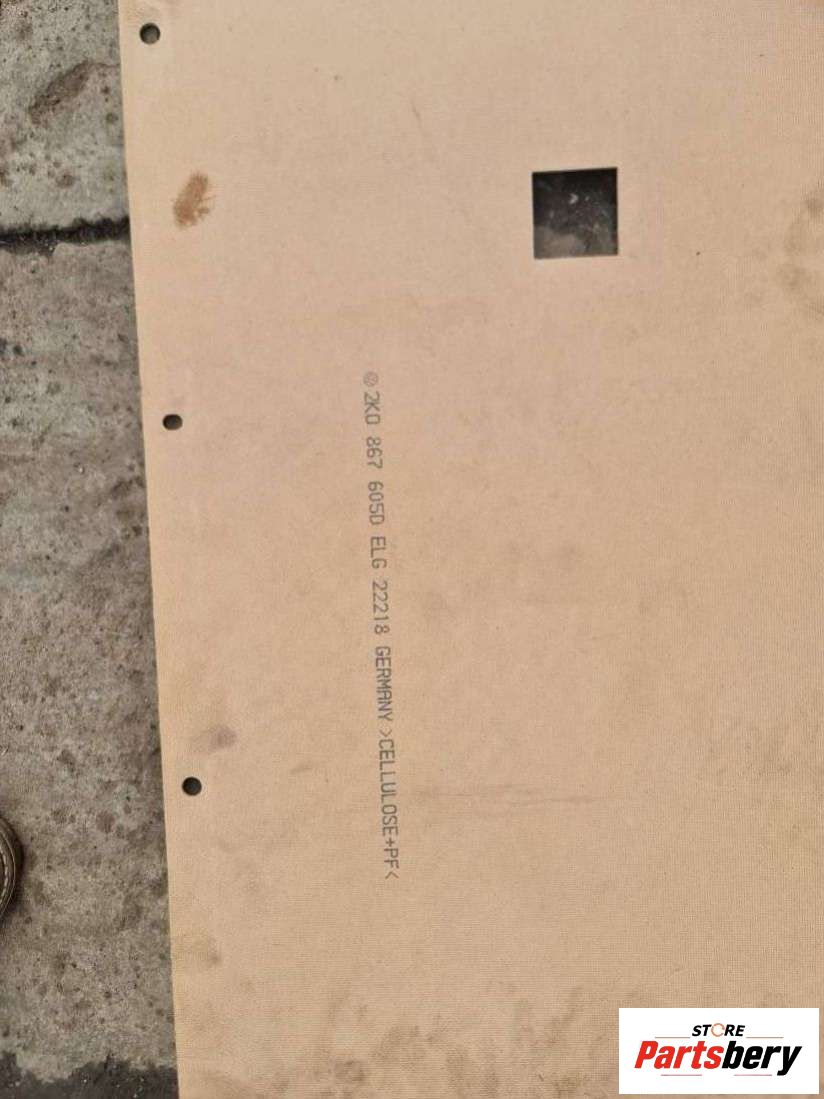 2K0 867 605D ELG 22218 GERMANY >CELLULOSE+PF<
STORE
Partsbery